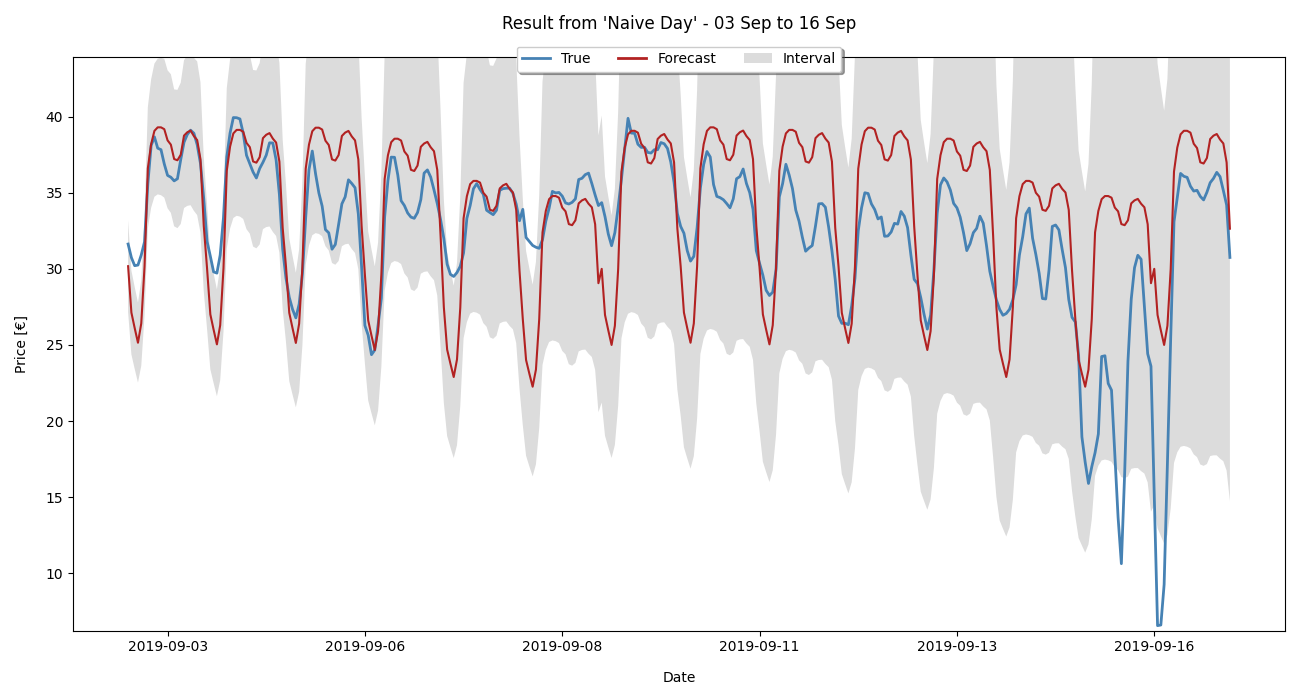 Result from 'Naive Day' - 03 Sep to 16 Sep
True Forecast Interval
Price [€]
40
35
30
25
20
15
10
2019-09-03 2019-09-06 2019-09-08 2019-09-11 2019-09-13 2019-09-16
Date